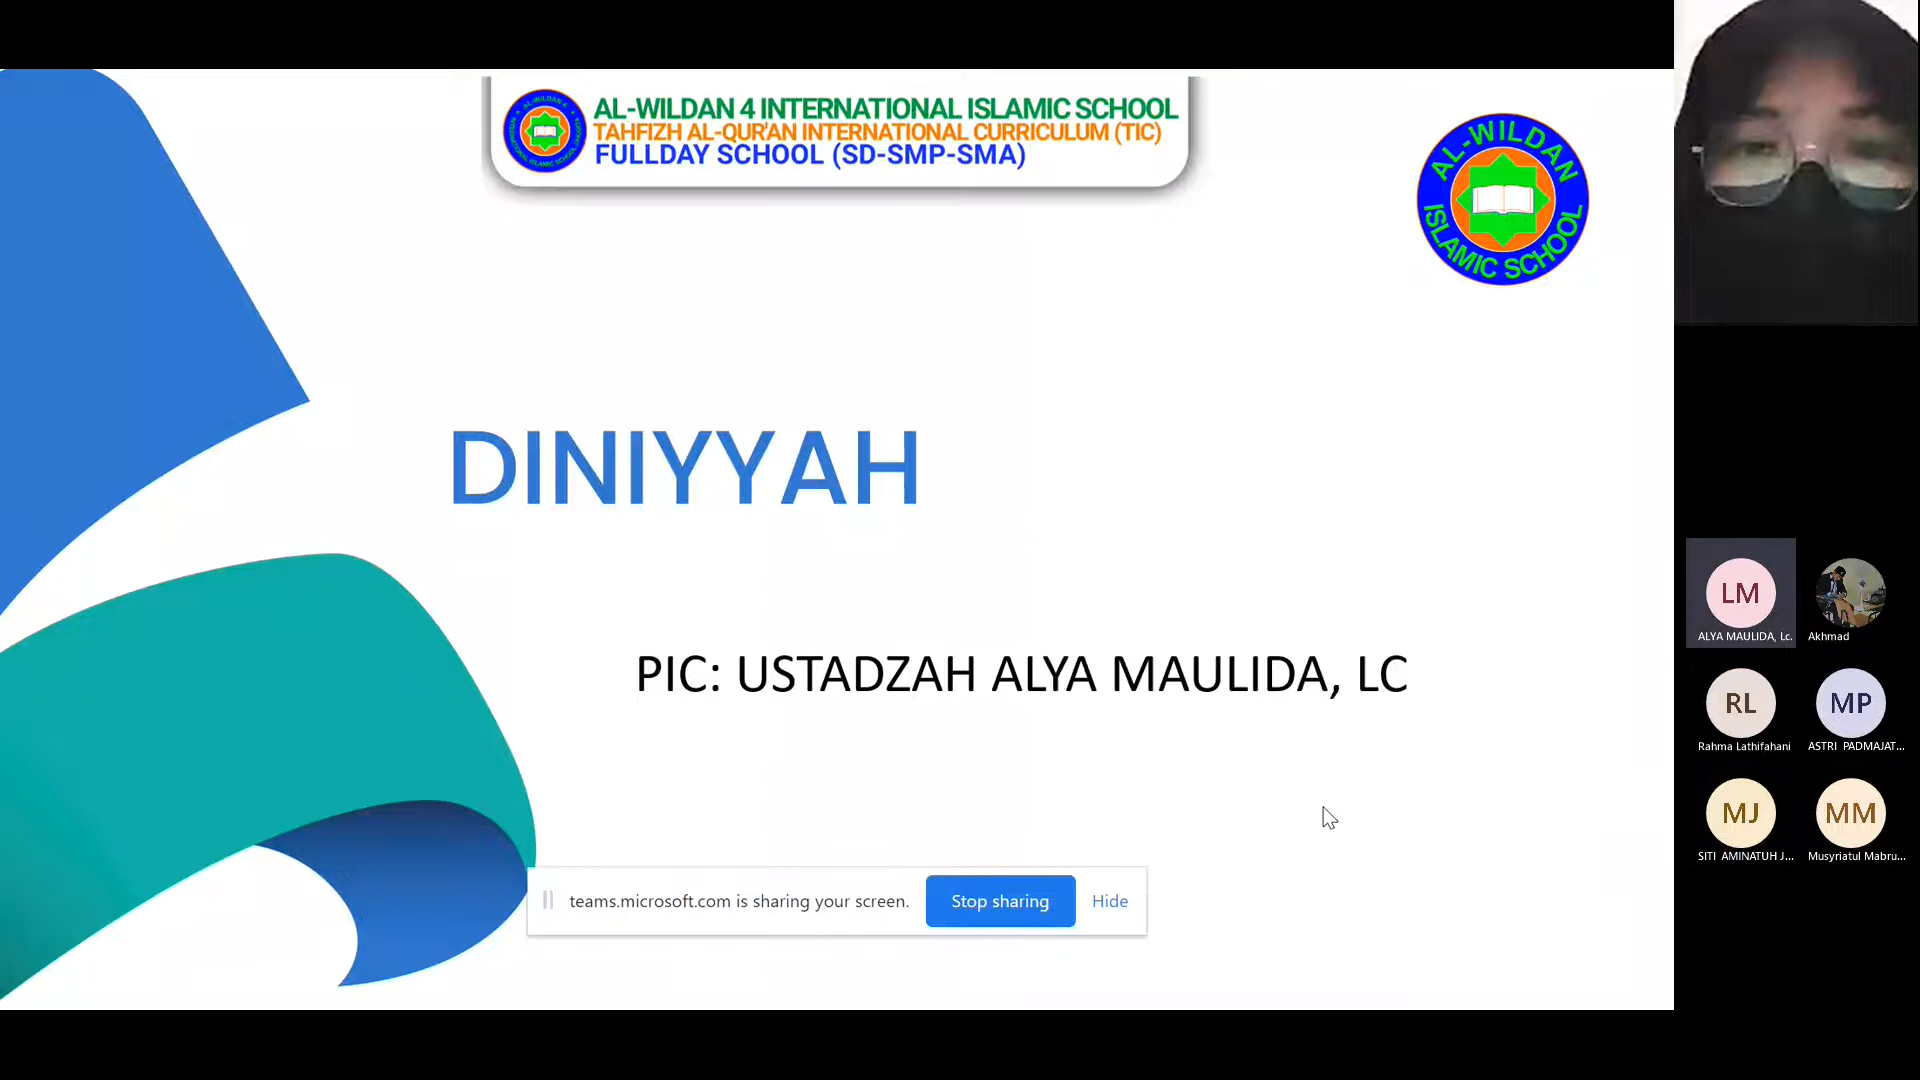 AL-WILDAN 4 INTERNATIONAL ISLAMIC SCHOOL
TAHFIZH AL-QUR'AN INTERNATIONAL CURRICULUM (TIC)
FULLDAY SCHOOL (SD-SMP-SMA)
AL-WILDAN
ISLAMIC SCHOOL
DINIYYAH
PIC: USTADZAH ALYA MAULIDA, LC
teams.microsoft.com is sharing your screen.
Stop sharing
Hide
LM
ALYA MAULIDA, Lc.
Akhmad
RL
Rahma Lathifahani
MP
ASTRI PADMAJAT...
MJ
SITI AMINATUH J...
MM
Musyriatul Mabru...